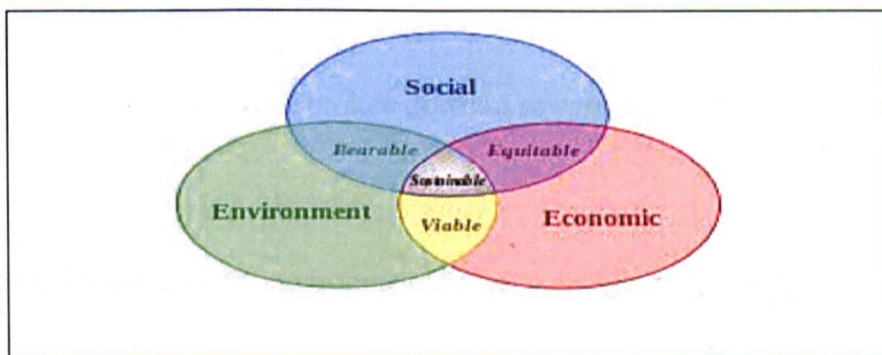 Social
Bearable
Equitable
Sustainable
Environment
Viable
Economic